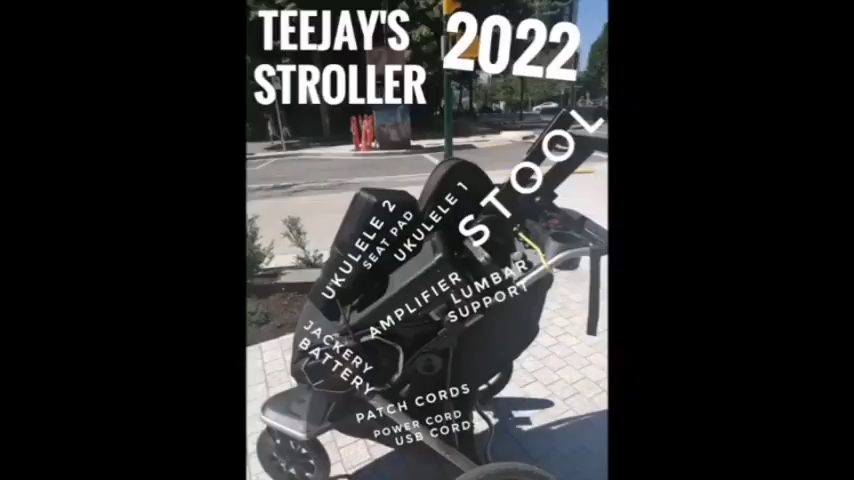 TEEJAY'S
STROLLER
2022
STOOL
UKULELE 2
SEAT PAD
UKULELE 1
AMPLIFIER
LUMBAR
SUPPORT
JACKERY
BATTERY
PATCH CORDS
POWER CORD
USB CORDS